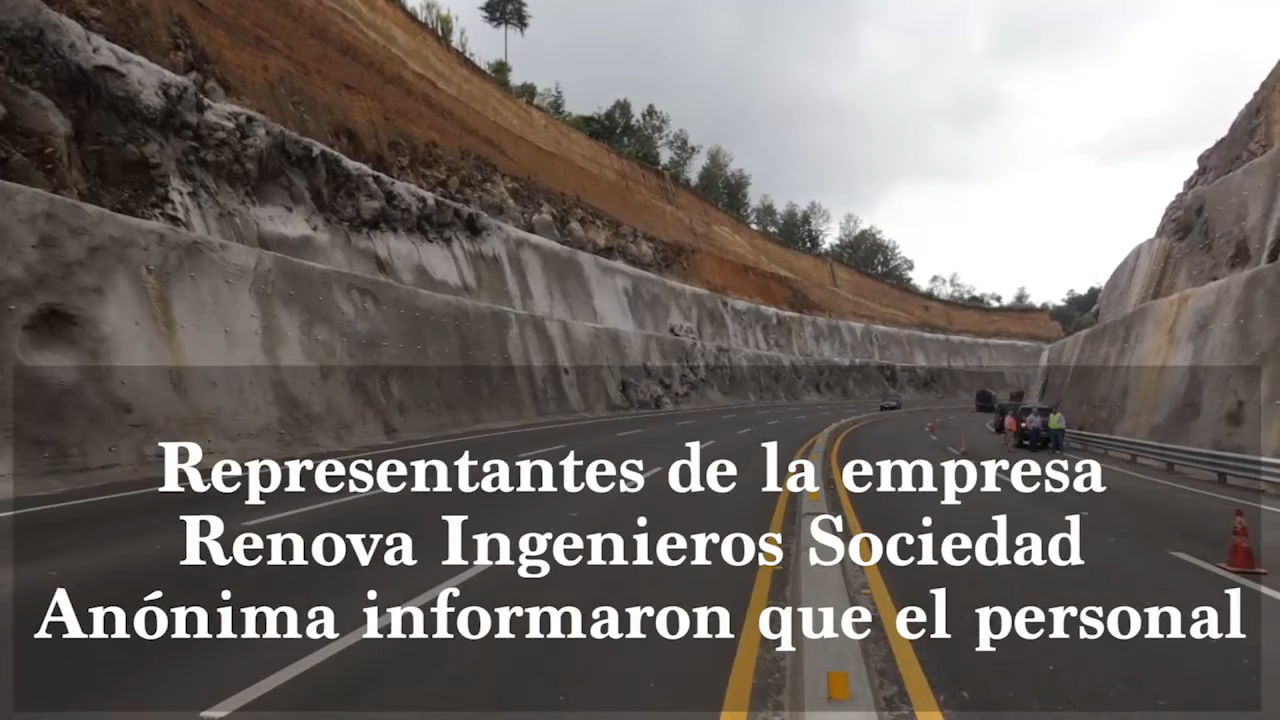 Representantes de la empresa
Renova Ingenieros Sociedad
Anónima informaron que el personal